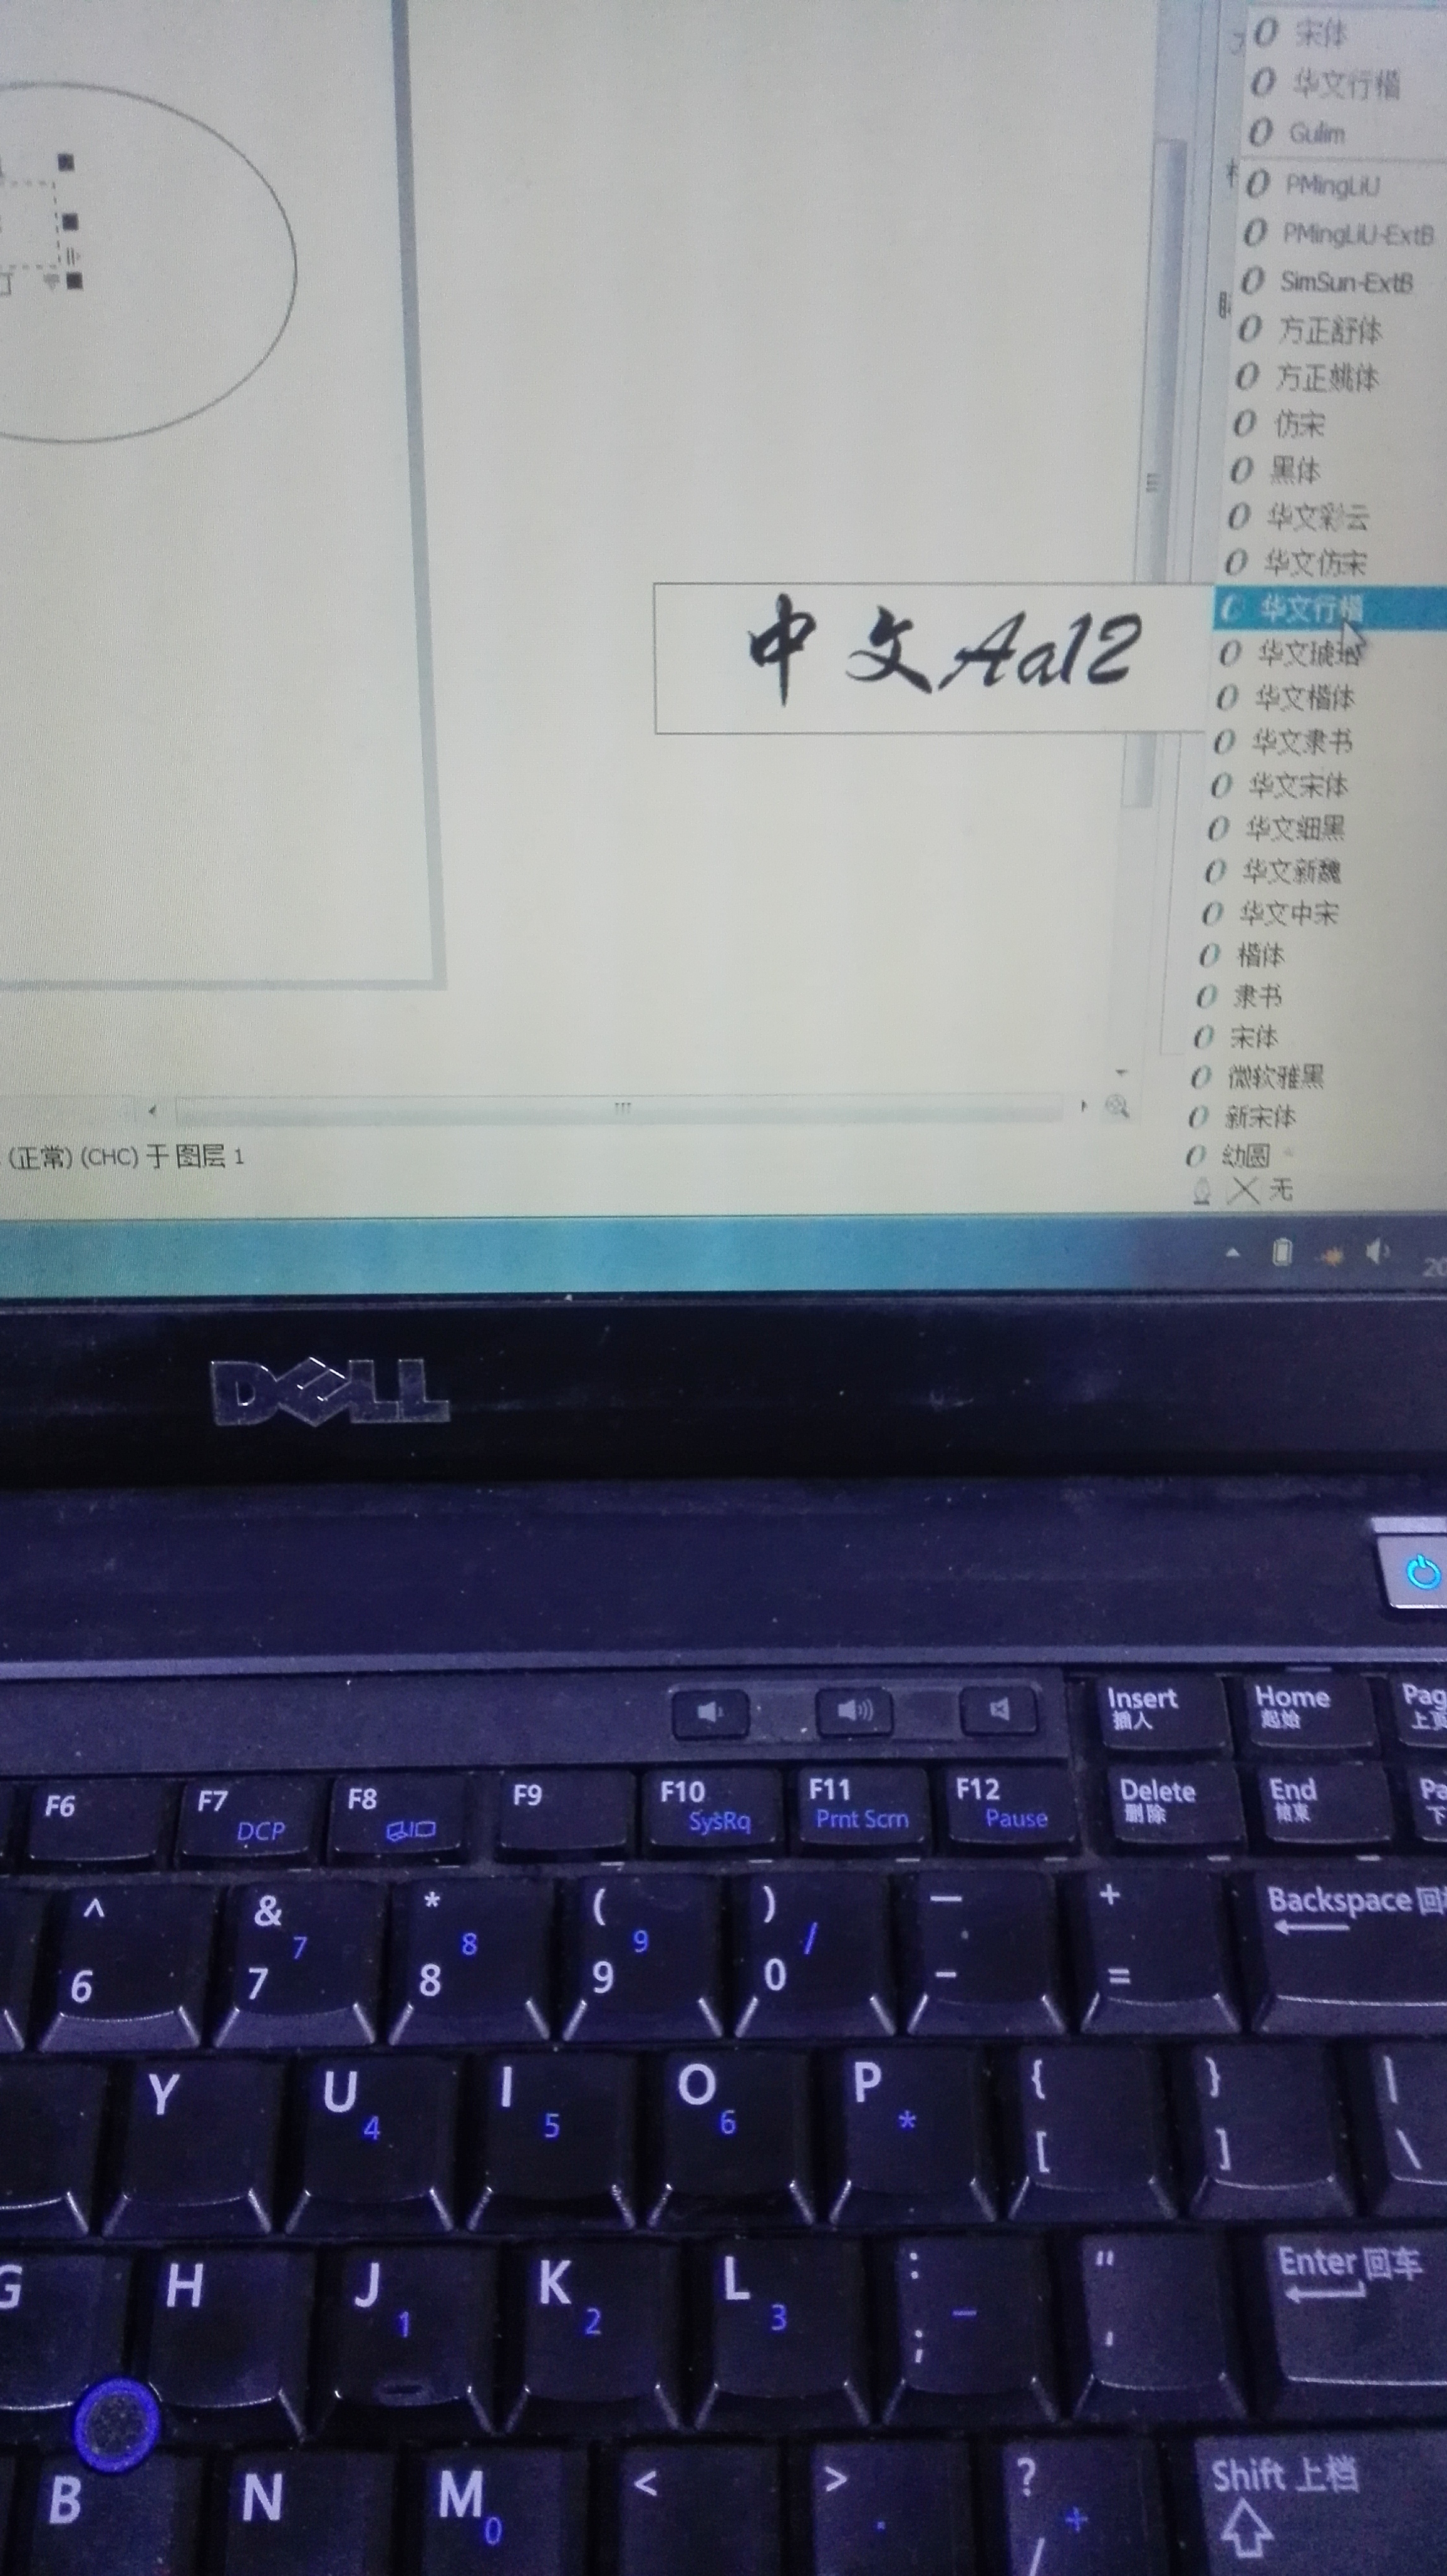 宋体
华文行楷
Gulim
PMingLiU
PMingLiU-ExtB
SimSun-ExtB
方正舒体
方正姚体
仿宋
黑体
华文彩云
华文仿宋
华文行楷
中文Aa12
华文琥珀
华文楷体
华文隶书
华文宋体
华文细黑
华文新魏
华文中宋
楷体
隶书
宋体
微软雅黑
新宋体
幼圆
无
(正常) (CHC) 于 图层 1
20
DELL
Insert Home Pag
插入 起始 上页
F6 F7 F8 F9 F10 F11 F12 Delete End Pa
DCP SysRq Prnt Scrn Pause 删除 结束 下
^ & * ( ) — + Backspace 回
7 8 9 /
6 7 8 9 0 - =
Y U I O P { } |
4 5 6 *
[ ] \
G H J K L : " Enter 回车
1 2 3 –
; '
B N M < > ? Shift 上档
0 . +
/